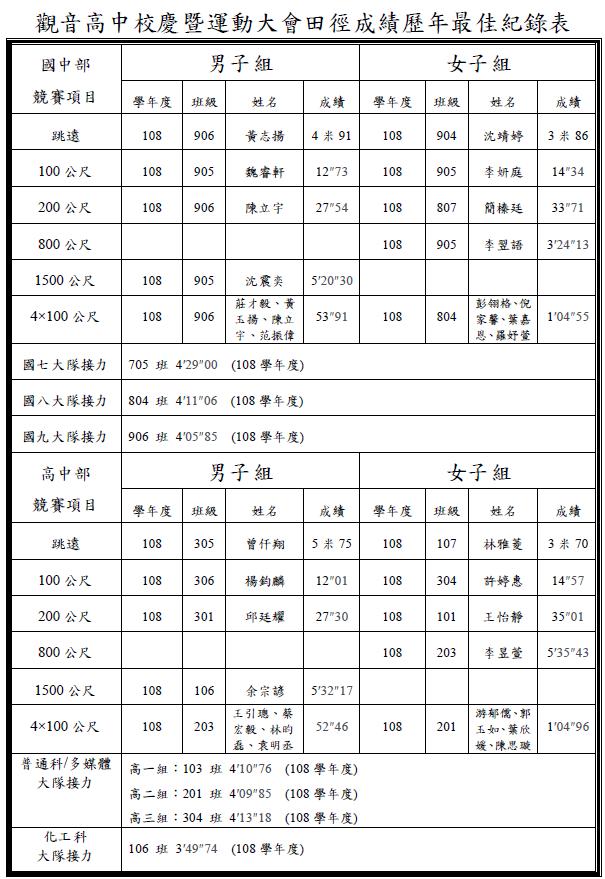 觀音高中校慶暨運動大會田徑成績歷年最佳紀錄表
國中部 男子組 女子組
競賽項目 學年度 班級 姓名 成績 學年度 班級 姓名 成績
跳遠 108 906 黃志揚 4 米 91 108 904 沈靖婷 3 米 86
100 公尺 108 905 魏睿軒 12"73 108 905 李妍庭 14"34
200 公尺 108 906 陳立宇 27"54 108 807 簡榛廷 33"71
800 公尺 108 905 李翌語 3'24"13
1500 公尺 108 905 沈震奕 5'20"30
4×100 公尺 108 906 莊才毅、黃玉揚、陳立宇、范振偉 53"91 108 804 彭翎格、倪家馨、葉嘉恩、羅妤萱 1'04"55
國七大隊接力 705 班 4'29"00 (108 學年度)
國八大隊接力 804 班 4'11"06 (108 學年度)
國九大隊接力 906 班 4'05"85 (108 學年度)
高中部 男子組 女子組
競賽項目 學年度 班級 姓名 成績 學年度 班級 姓名 成績
跳遠 108 305 曾仟翔 5 米 75 108 107 林雅菱 3 米 70
100 公尺 108 306 楊鈞麟 12"01 108 304 許婷惠 14"57
200 公尺 108 301 邱廷耀 27"30 108 101 王怡靜 35"01
800 公尺 108 203 李昱萱 5'35"43
1500 公尺 108 106 余宗諺 5'32"17
4×100 公尺 108 203 王引璁、蔡宏毅、林昀磊、袁明丞 52"46 108 201 游郁儒、郭玉如、葉欣媛、陳思璇 1'04"96
普通科/多媒體
大隊接力
高一組：103 班 4'10"76 (108 學年度)
高二組：201 班 4'09"85 (108 學年度)
高三組：304 班 4'13"18 (108 學年度)
化工科
大隊接力
106 班 3'49"74 (108 學年度)